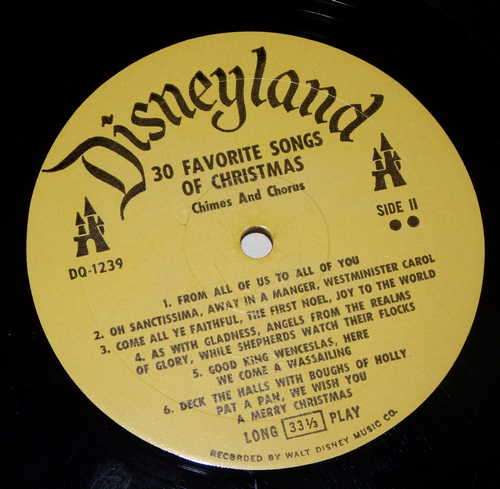 Disneyland
30 FAVORITE SONGS
OF CHRISTMAS
Chimes And Chorus
SIDE II
DQ-1239
1. FROM ALL OF US TO ALL OF YOU
2. OH SANCTISSIMA, AWAY IN A MANGER, WESTMINISTER CAROL
3. COME ALL YE FAITHFUL, THE FIRST NOEL, JOY TO THE WORLD
4. AS WITH GLADNESS, ANGELS FROM THE REALMS
OF GLORY, WHILE SHEPHERDS WATCH THEIR FLOCKS
5. GOOD KING WENCESLAS, HERE
WE COME A WASSAILING
6. DECK THE HALLS WITH BOUGHS OF HOLLY
PAT A PAN, WE WISH YOU
A MERRY CHRISTMAS
LONG 33⅓ PLAY
RECORDED BY WALT DISNEY MUSIC CO.